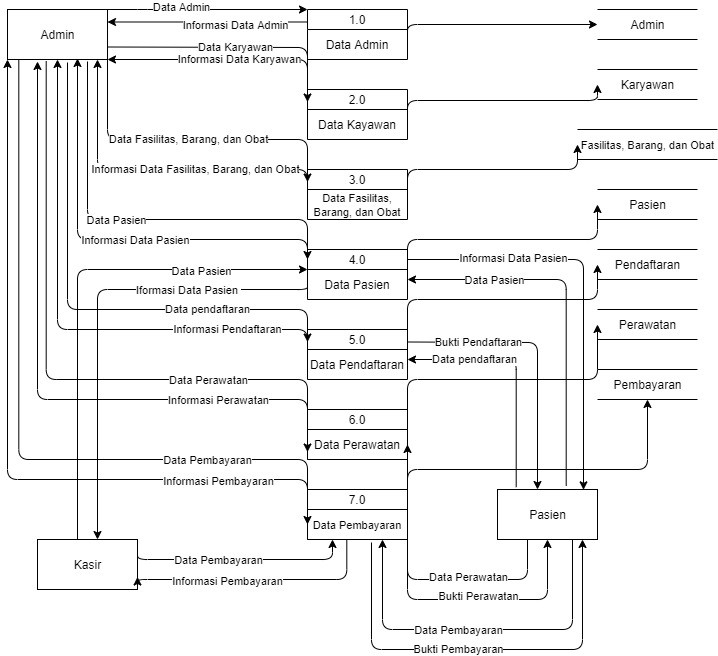 Data Admin
Admin
Informasi Data Admin
1.0
Data Admin
Admin
Data Karyawan
Informasi Data Karyawan
2.0
Data Kayawan
Karyawan
Data Fasilitas, Barang, dan Obat
Informasi Data Fasilitas, Barang, dan Obat
3.0
Data Fasilitas,
Barang, dan Obat
Fasilitas, Barang, dan Obat
Data Pasien
Informasi Data Pasien
Pasien
4.0
Data Pasien
Informasi Data Pasien
Data Pasien
Data Pasien
Iformasi Data Pasien
Pendaftaran
Data pendaftaran
Informasi Pendaftaran
5.0
Data Pendaftaran
Bukti Pendaftaran
Data pendaftaran
Perawatan
Data Perawatan
Informasi Perawatan
6.0
Data Perawatan
Pembayaran
Data Pembayaran
Informasi Pembayaran
7.0
Data Pembayaran
Pasien
Kasir
Data Pembayaran
Informasi Pembayaran
Data Perawatan
Bukti Perawatan
Data Pembayaran
Bukti Pembayaran